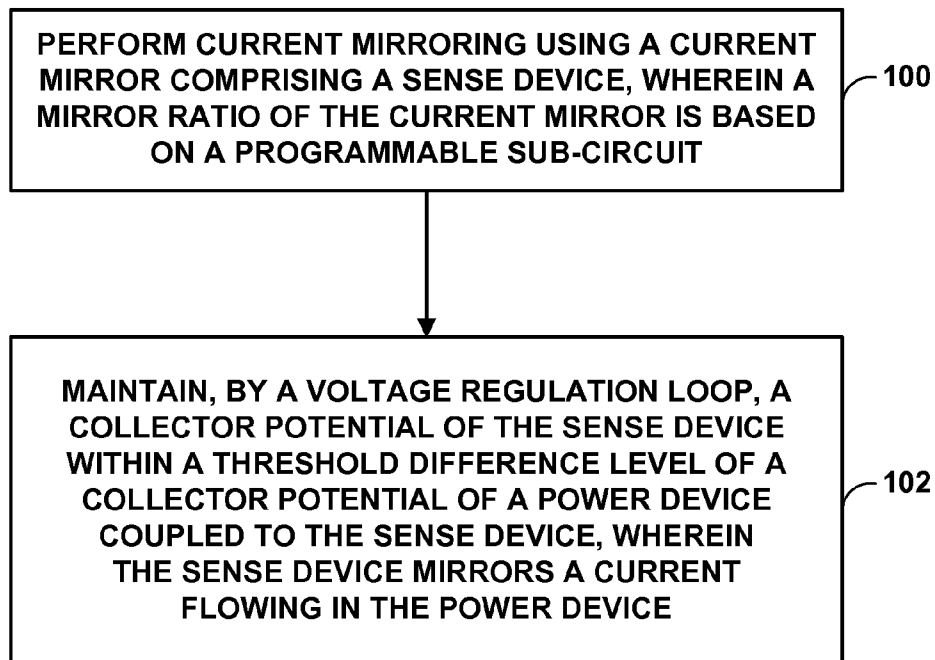 PERFORM CURRENT MIRRORING USING A CURRENT
MIRROR COMPRISING A SENSE DEVICE, WHEREIN A
MIRROR RATIO OF THE CURRENT MIRROR IS BASED
ON A PROGRAMMABLE SUB-CIRCUIT
100
MAINTAIN, BY A VOLTAGE REGULATION LOOP, A
COLLECTOR POTENTIAL OF THE SENSE DEVICE
WITHIN A THRESHOLD DIFFERENCE LEVEL OF A
COLLECTOR POTENTIAL OF A POWER DEVICE
COUPLED TO THE SENSE DEVICE, WHEREIN
THE SENSE DEVICE MIRRORS A CURRENT
FLOWING IN THE POWER DEVICE
102